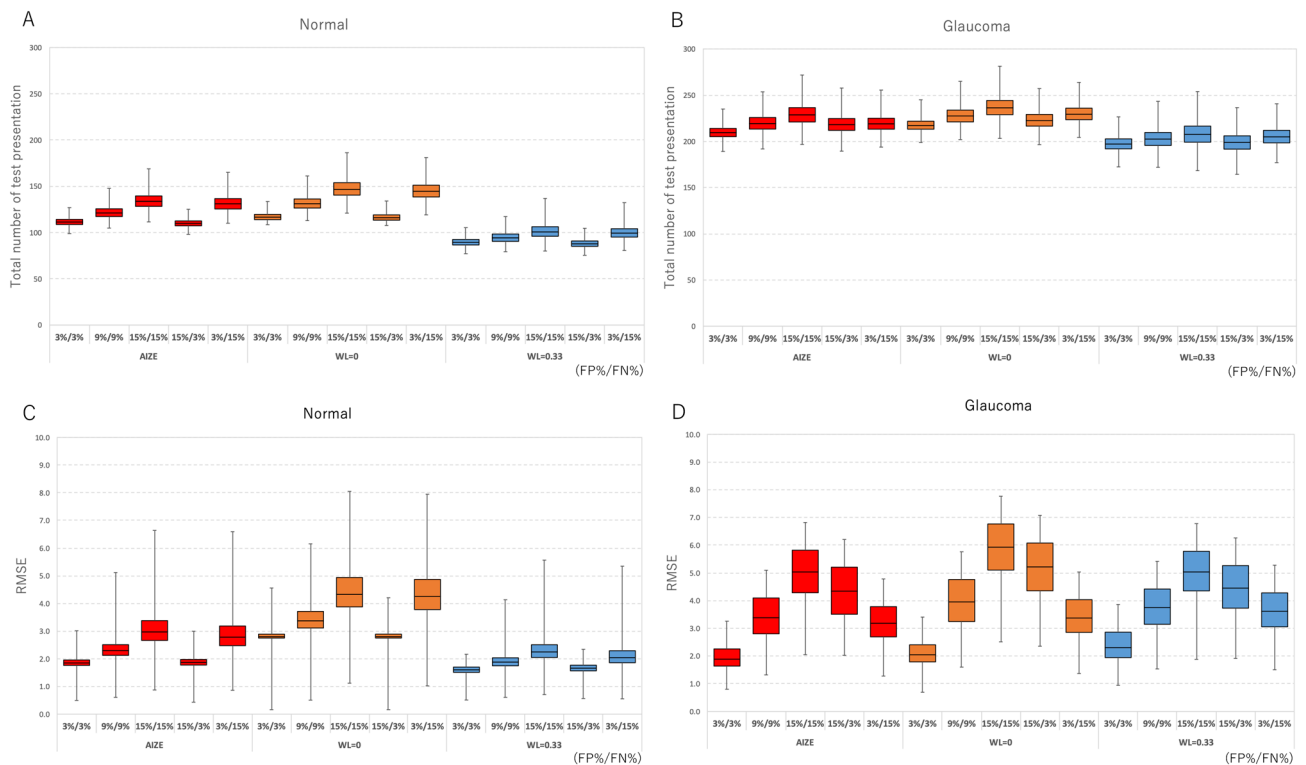 A
Normal
Total number of test presentation
300
250
200
150
100
50
0
3%/3% 9%/9% 15%/15% 15%/3% 3%/15% 3%/3% 9%/9% 15%/15% 15%/3% 3%/15% 3%/3% 9%/9% 15%/15% 15%/3% 3%/15%
AIZE WL=0 WL=0.33
(FP%/FN%)
B
Glaucoma
Total number of test presentation
300
250
200
150
100
50
0
3%/3% 9%/9% 15%/15% 15%/3% 3%/15% 3%/3% 9%/9% 15%/15% 15%/3% 3%/15% 3%/3% 9%/9% 15%/15% 15%/3% 3%/15%
AIZE WL=0 WL=0.33
(FP%/FN%)
C
Normal
RMSE
10.0
9.0
8.0
7.0
6.0
5.0
4.0
3.0
2.0
1.0
0.0
3%/3% 9%/9% 15%/15% 15%/3% 3%/15% 3%/3% 9%/9% 15%/15% 15%/3% 3%/15% 3%/3% 9%/9% 15%/15% 15%/3% 3%/15%
AIZE WL=0 WL=0.33
(FP%/FN%)
D
Glaucoma
RMSE
10.0
9.0
8.0
7.0
6.0
5.0
4.0
3.0
2.0
1.0
0.0
3%/3% 9%/9% 15%/15% 15%/3% 3%/15% 3%/3% 9%/9% 15%/15% 15%/3% 3%/15% 3%/3% 9%/9% 15%/15% 15%/3% 3%/15%
AIZE WL=0 WL=0.33
(FP%/FN%)